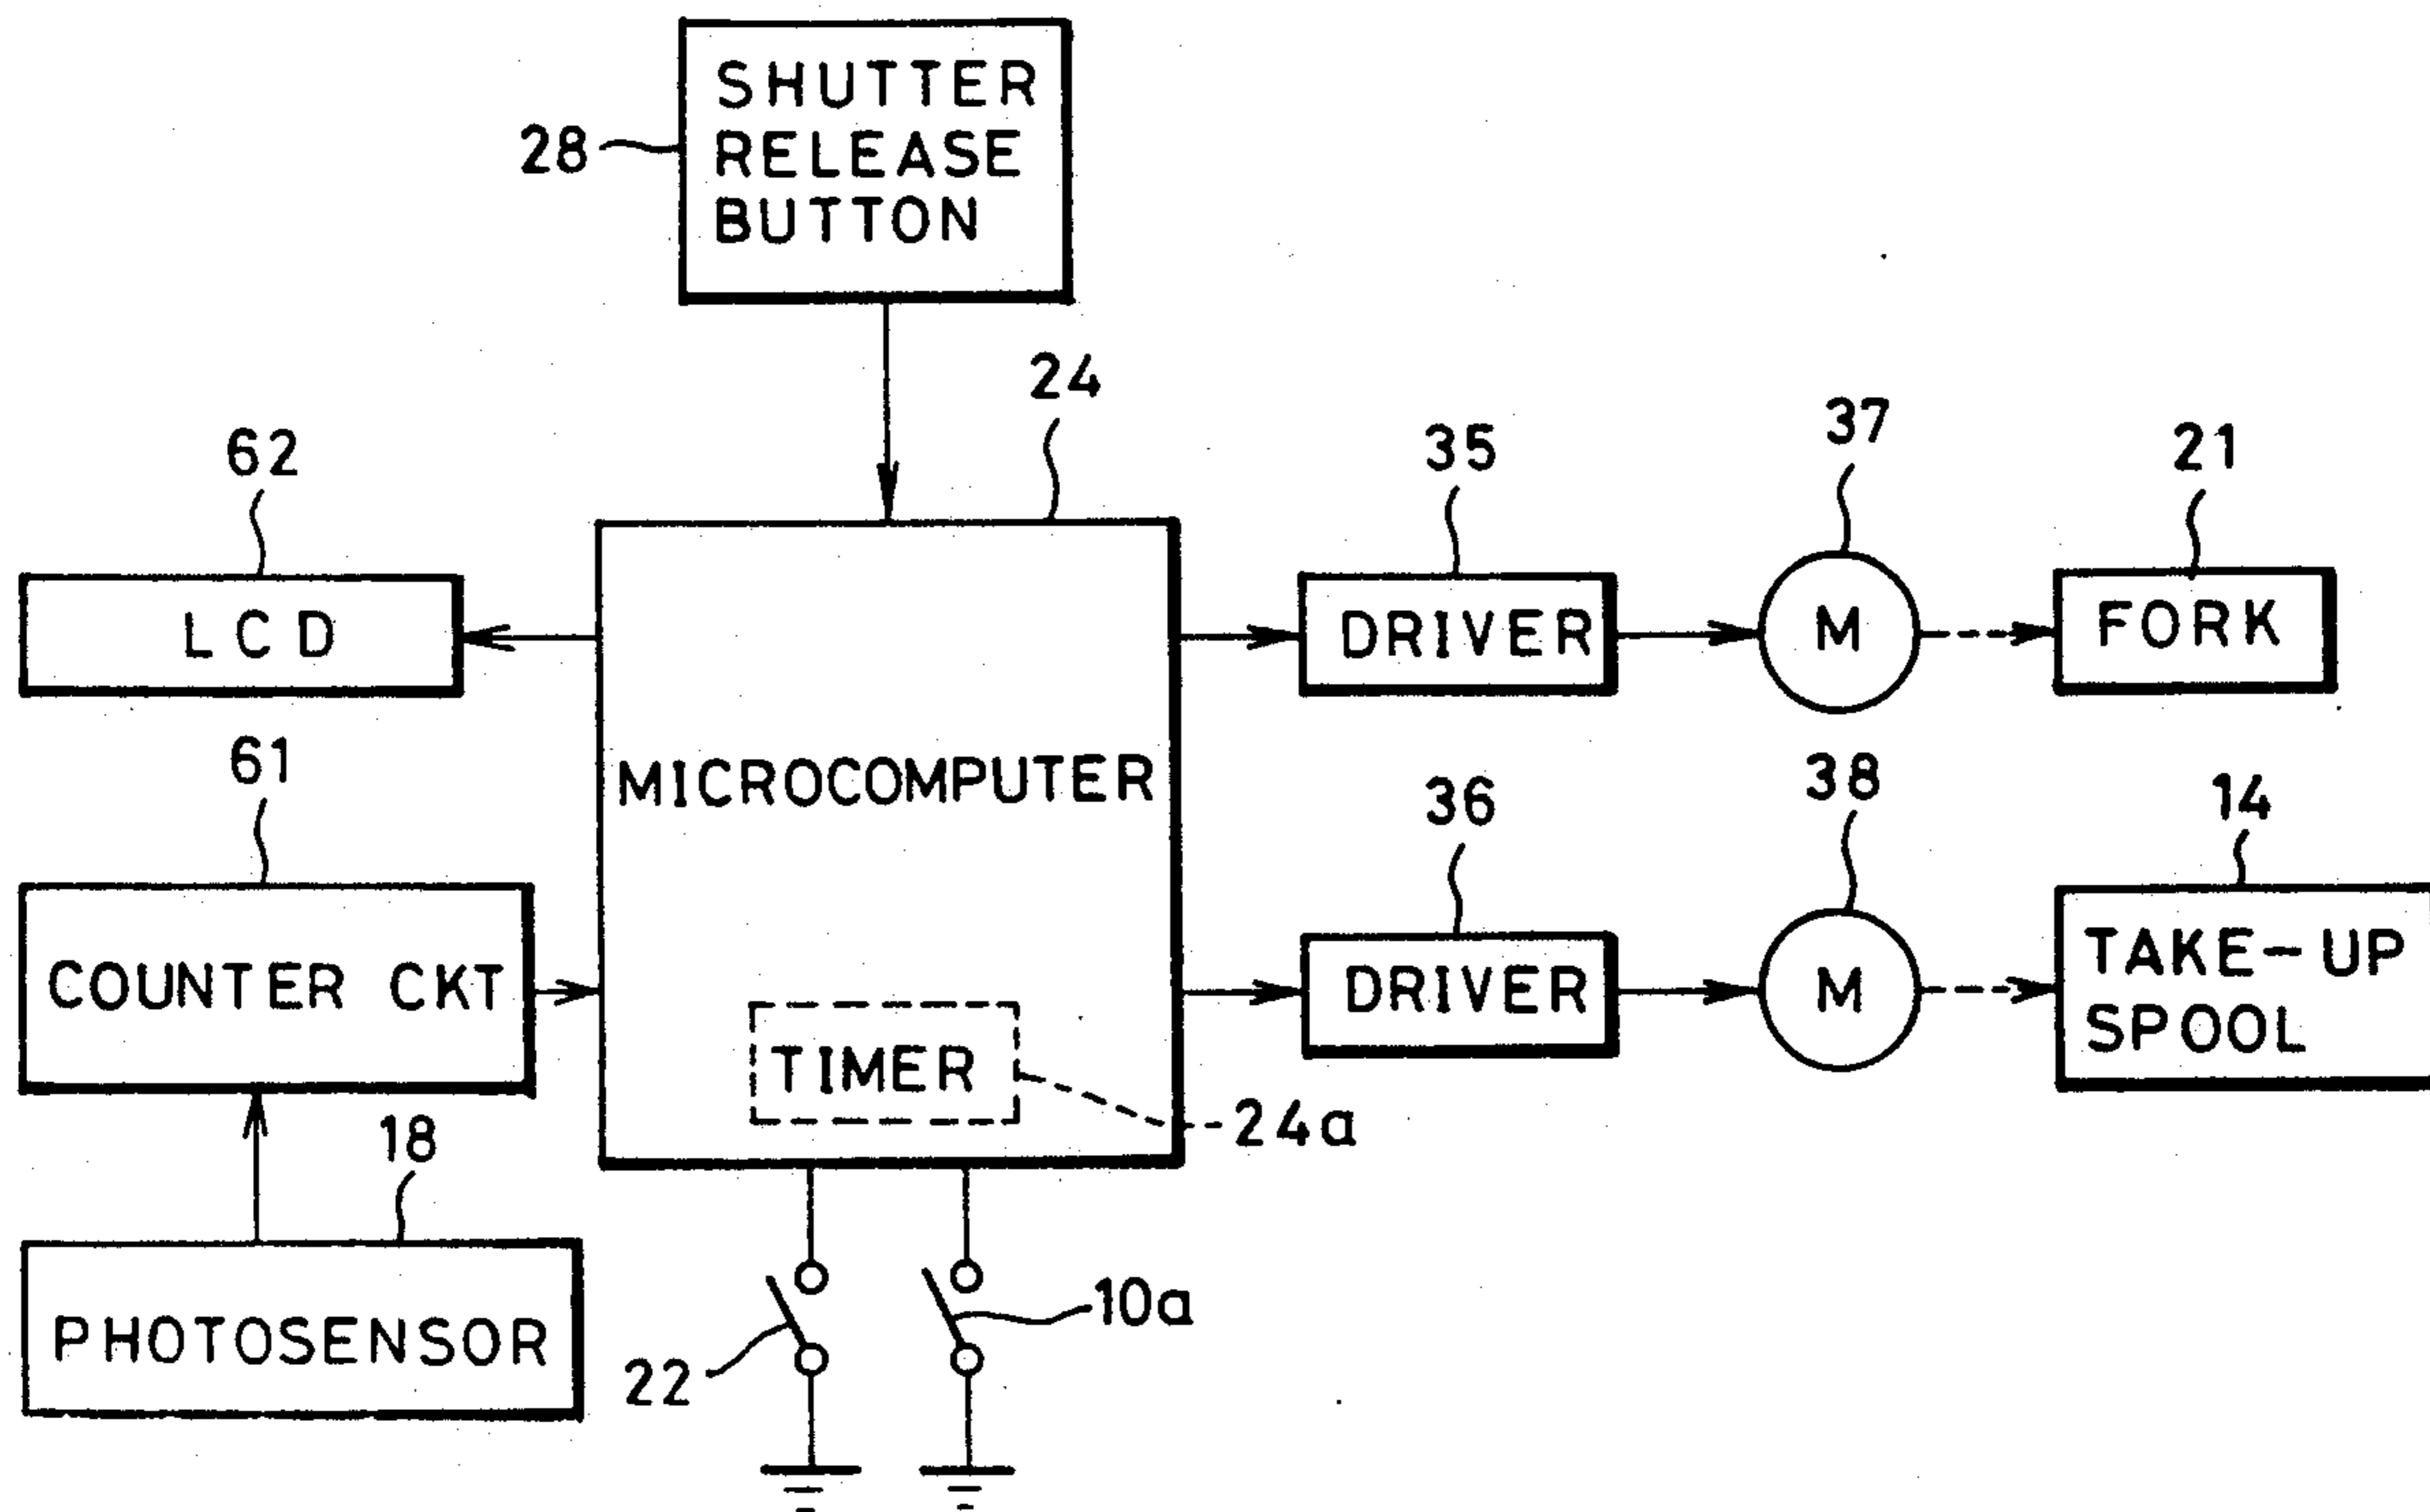 SHUTTER
RELEASE
BUTTON
28
24
62
35
37
21
LCD
DRIVER
M
FORK
61
MICROCOMPUTER
36
38
14
COUNTER CKT
DRIVER
M
TAKE-UP
SPOOL
TIMER
24a
18
PHOTOSENSOR
22
10a